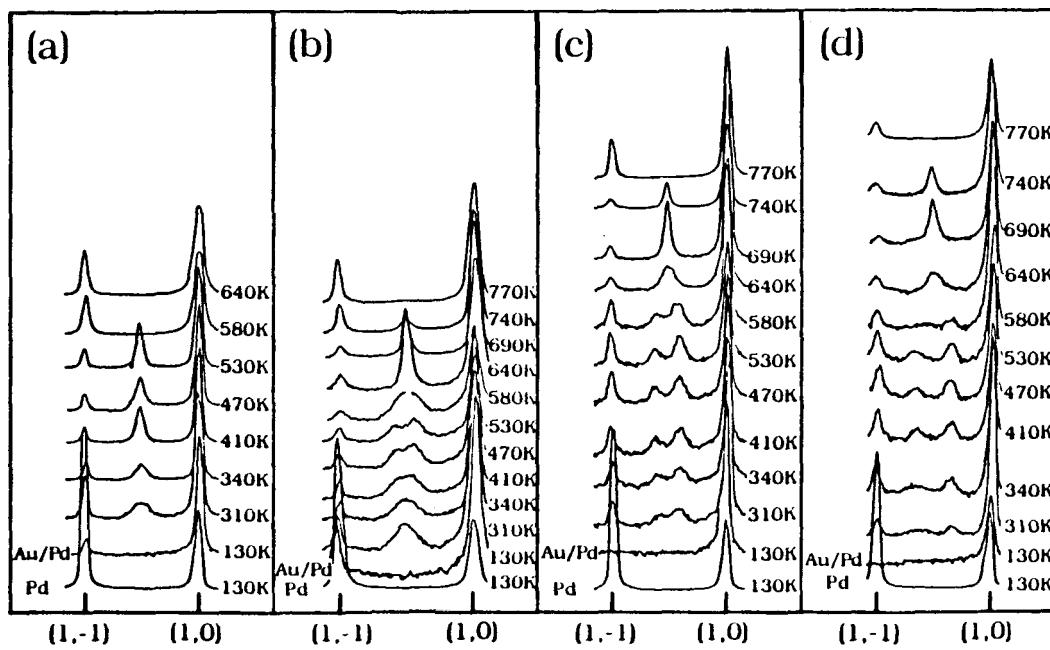 (a)
640K
580K
530K
470K
410K
340K
310K
Au/Pd 130K
Pd 130K
(1,-1) (1,0)
(b)
770K
740K
690K
640K
580K
530K
470K
410K
340K
310K
Au/Pd 130K
Pd 130K
(1,-1) (1,0)
(c)
770K
740K
690K
640K
580K
530K
470K
410K
340K
310K
Au/Pd 130K
Pd 130K
(1,-1) (1,0)
(d)
770K
740K
690K
640K
580K
530K
470K
410K
340K
310K
130K
130K
(1,-1) (1,0)